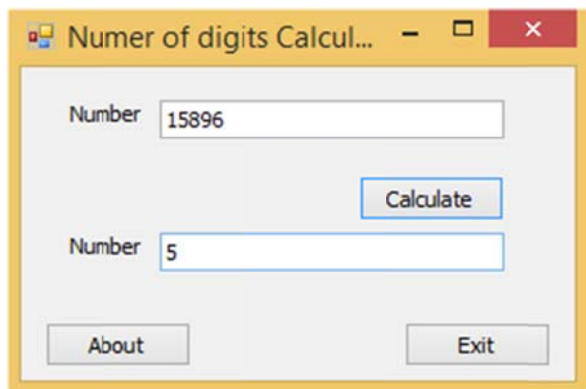 Numer of digits Calcul...
Number 15896
Calculate
Number 5
About Exit